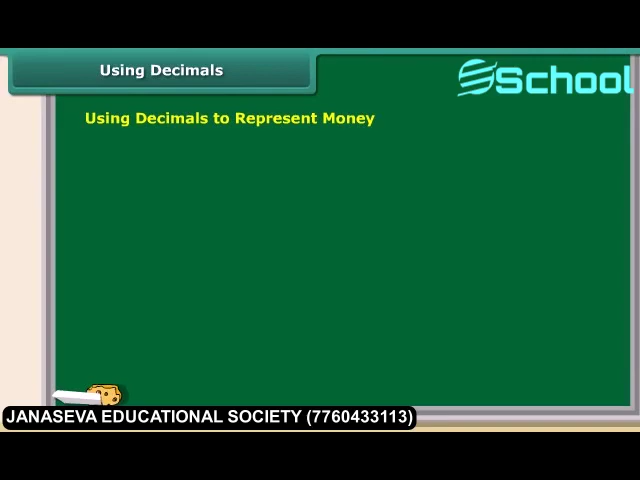 Using Decimals
School
Using Decimals to Represent Money
JANASEVA EDUCATIONAL SOCIETY (7760433113)